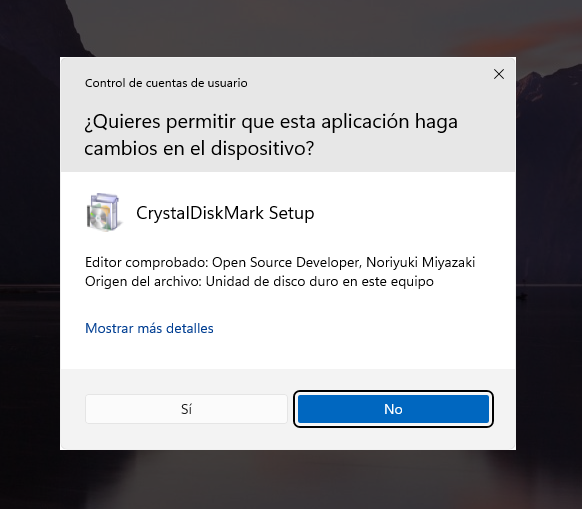 Control de cuentas de usuario
¿Quieres permitir que esta aplicación haga
cambios en el dispositivo?
CrystalDiskMark Setup
Editor comprobado: Open Source Developer, Noriyuki Miyazaki
Origen del archivo: Unidad de disco duro en este equipo
Mostrar más detalles
Sí
No